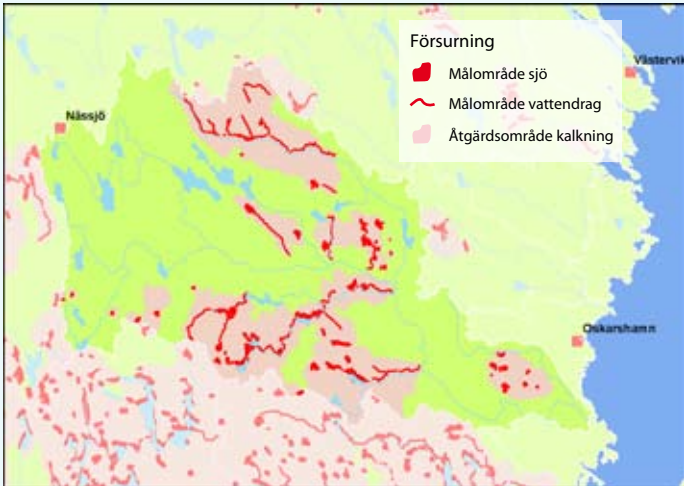 Försurning
Målområde sjö
Målområde vattendrag
Åtgärdsområde kalkning
Västervik
Nässjö
Oskarshamn